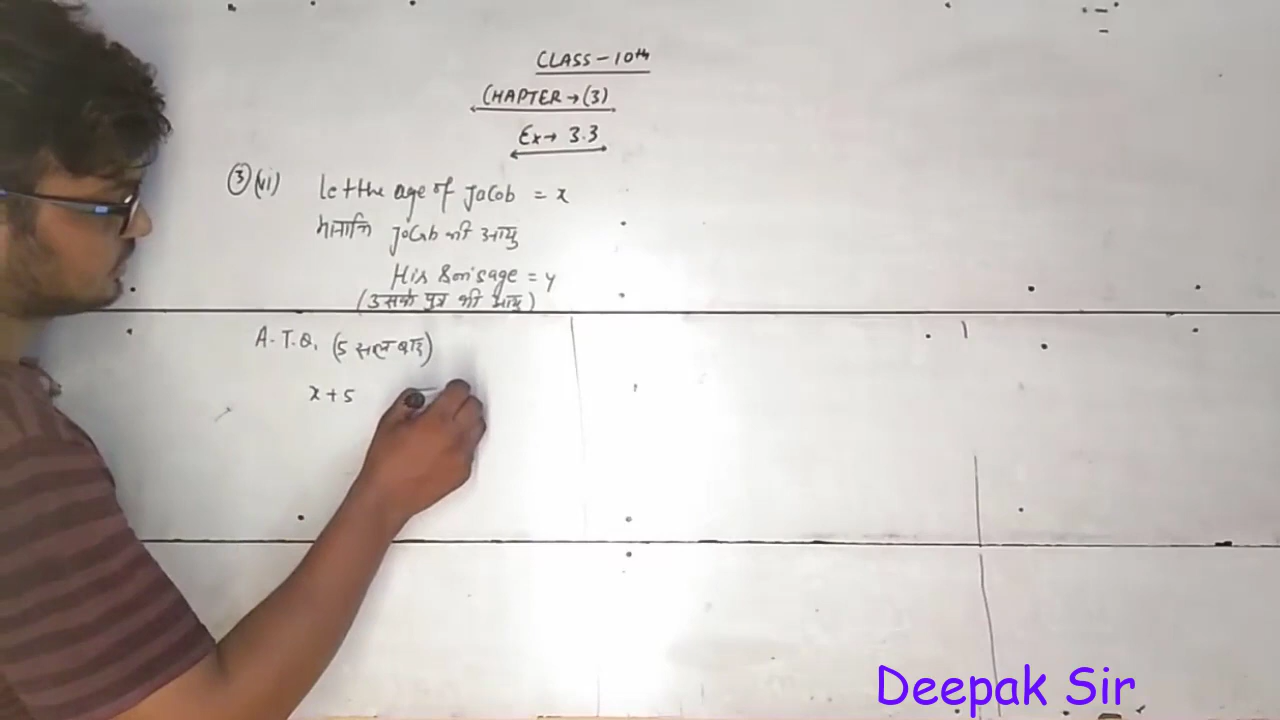 CLASS - 10th
CHAPTER → (3)
Ex → 3.3
③ (vi) Let the age of Jacob = x
मानाकि Jacob की आयु
His Son's age = y
(उसके पुत्र की आयु)
A.T.Q. (5 साल बाद)
x + 5
Deepak Sir